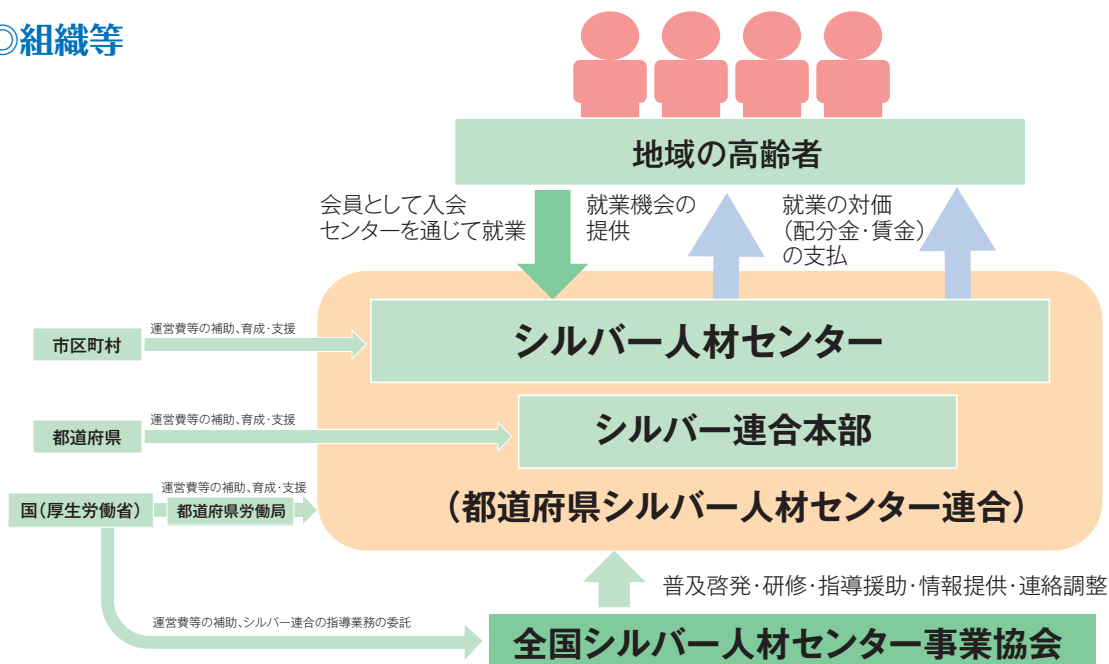 ◎組織等
地域の高齢者
会員として入会
センターを通じて就業
就業機会の
提供
就業の対価
(配分金・賃金)
の支払
市区町村
運営費等の補助、育成・支援
シルバー人材センター
都道府県
運営費等の補助、育成・支援
シルバー連合本部
国(厚生労働省)
運営費等の補助、育成・支援
都道府県労働局
(都道府県シルバー人材センター連合)
普及啓発・研修・指導援助・情報提供・連絡調整
運営費等の補助、シルバー連合の指導業務の委託
全国シルバー人材センター事業協会